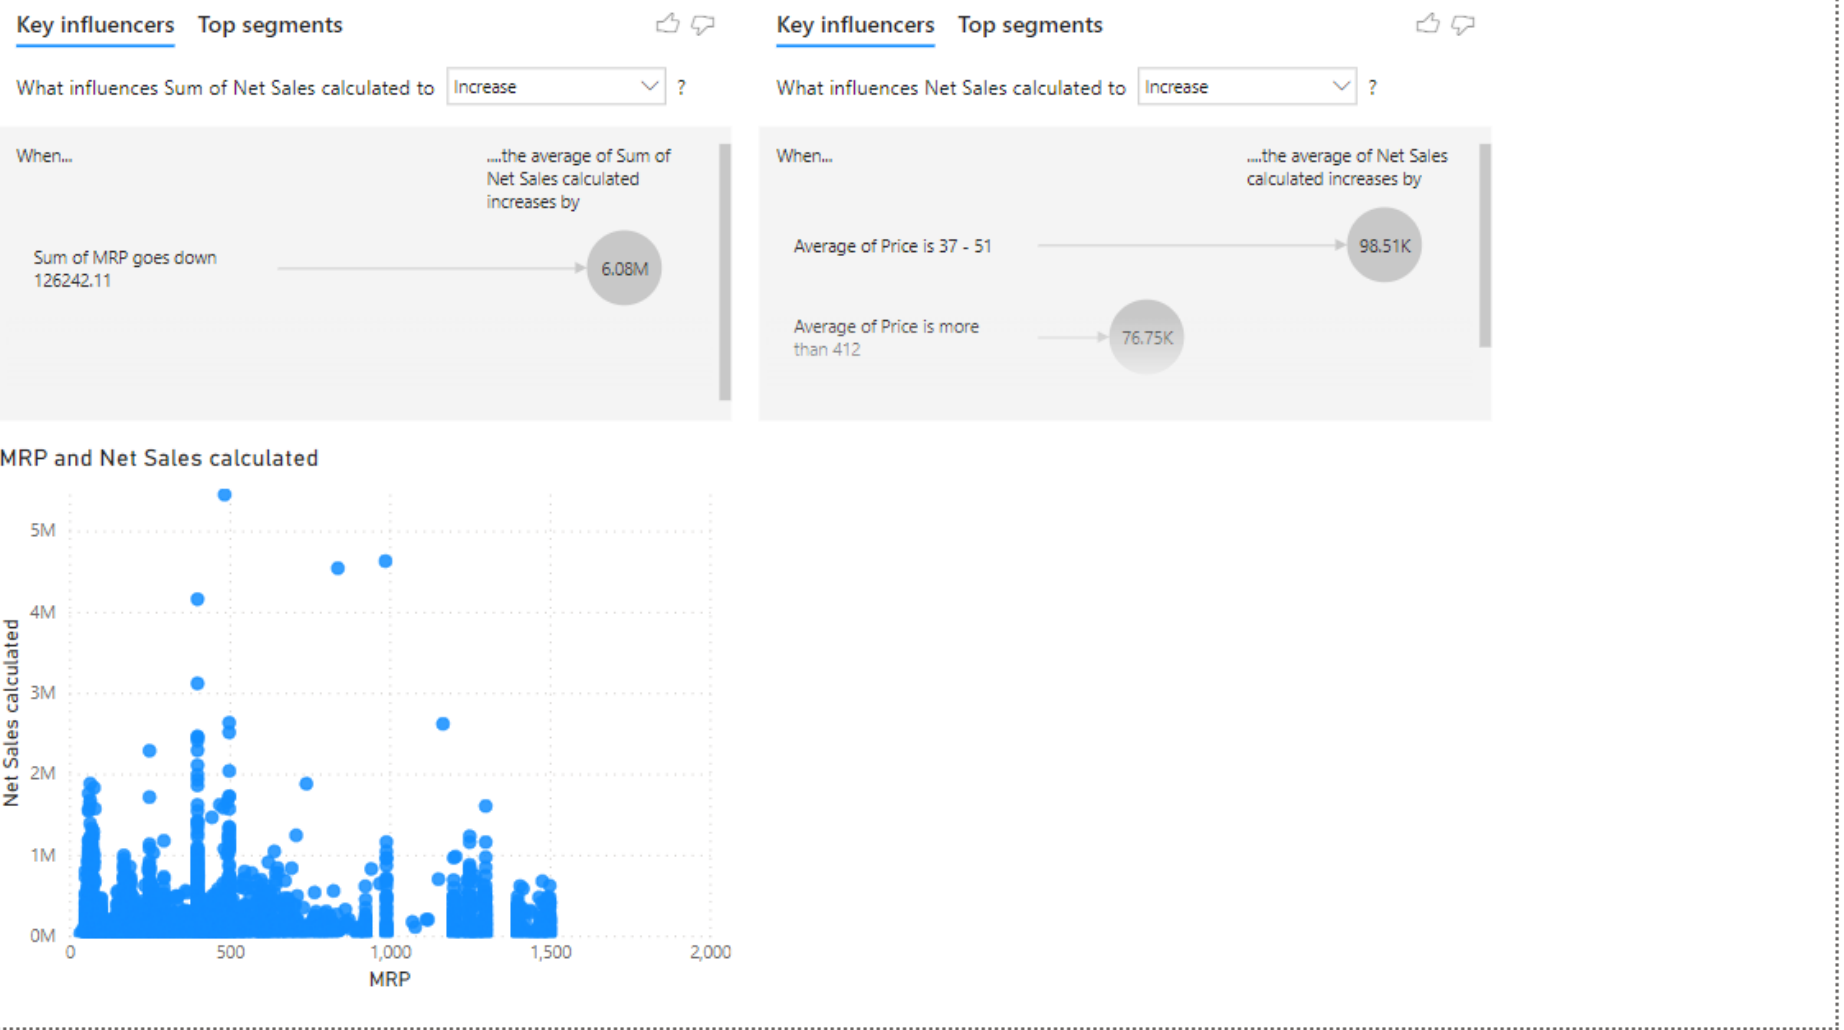 Key influencers Top segments
What influences Sum of Net Sales calculated to Increase ?
When...
....the average of Sum of
Net Sales calculated
increases by
Sum of MRP goes down
126242.11
6.08M
Key influencers Top segments
What influences Net Sales calculated to Increase ?
When...
....the average of Net Sales
calculated increases by
Average of Price is 37 - 51
98.51K
Average of Price is more
than 412
76.75K
MRP and Net Sales calculated
Net Sales calculated
5M
4M
3M
2M
1M
0M
0 500 1,000 1,500 2,000
MRP